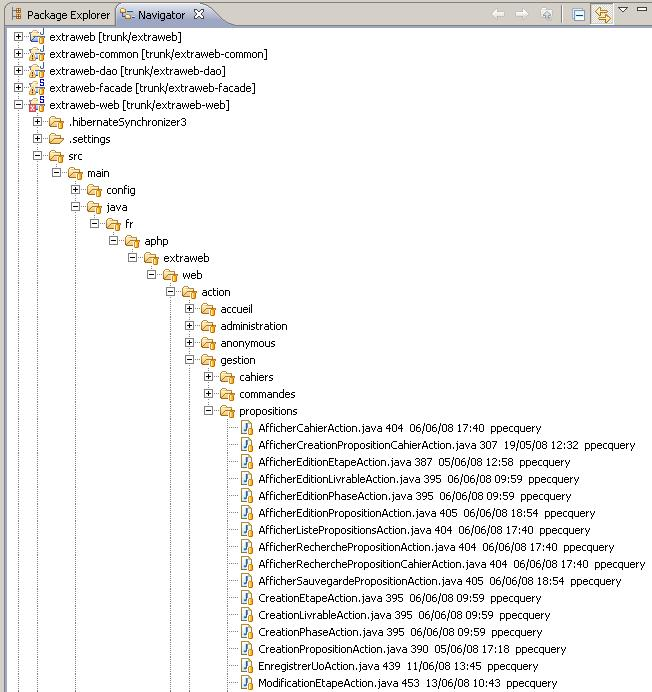 Package Explorer Navigator
extraweb [trunk/extraweb]
extraweb-common [trunk/extraweb-common]
extraweb-dao [trunk/extraweb-dao]
extraweb-facade [trunk/extraweb-facade]
extraweb-web [trunk/extraweb-web]
.hibernateSynchronizer3
.settings
src
main
config
java
fr
aphp
extraweb
web
action
accueil
administration
anonymous
gestion
cahiers
commandes
propositions
AfficherCahierAction.java 404 06/06/08 17:40 ppecquery
AfficherCreationPropositionCahierAction.java 307 19/05/08 12:32 ppecquery
AfficherEditionEtapeAction.java 387 05/06/08 12:58 ppecquery
AfficherEditionLivrableAction.java 395 06/06/08 09:59 ppecquery
AfficherEditionPhaseAction.java 395 06/06/08 09:59 ppecquery
AfficherEditionPropositionAction.java 405 06/06/08 18:54 ppecquery
AfficherListePropositionsAction.java 404 06/06/08 17:40 ppecquery
AfficherRecherchePropositionAction.java 404 06/06/08 17:40 ppecquery
AfficherRecherchePropositionCahierAction.java 404 06/06/08 17:40 ppecquery
AfficherSauvegardePropositionAction.java 405 06/06/08 18:54 ppecquery
CreationEtapeAction.java 395 06/06/08 09:59 ppecquery
CreationLivrableAction.java 395 06/06/08 09:59 ppecquery
CreationPhaseAction.java 395 06/06/08 09:59 ppecquery
CreationPropositionAction.java 390 05/06/08 17:18 ppecquery
EnregistrerUoAction.java 439 11/06/08 13:45 ppecquery
ModificationEtapeAction.java 453 13/06/08 10:43 ppecquery